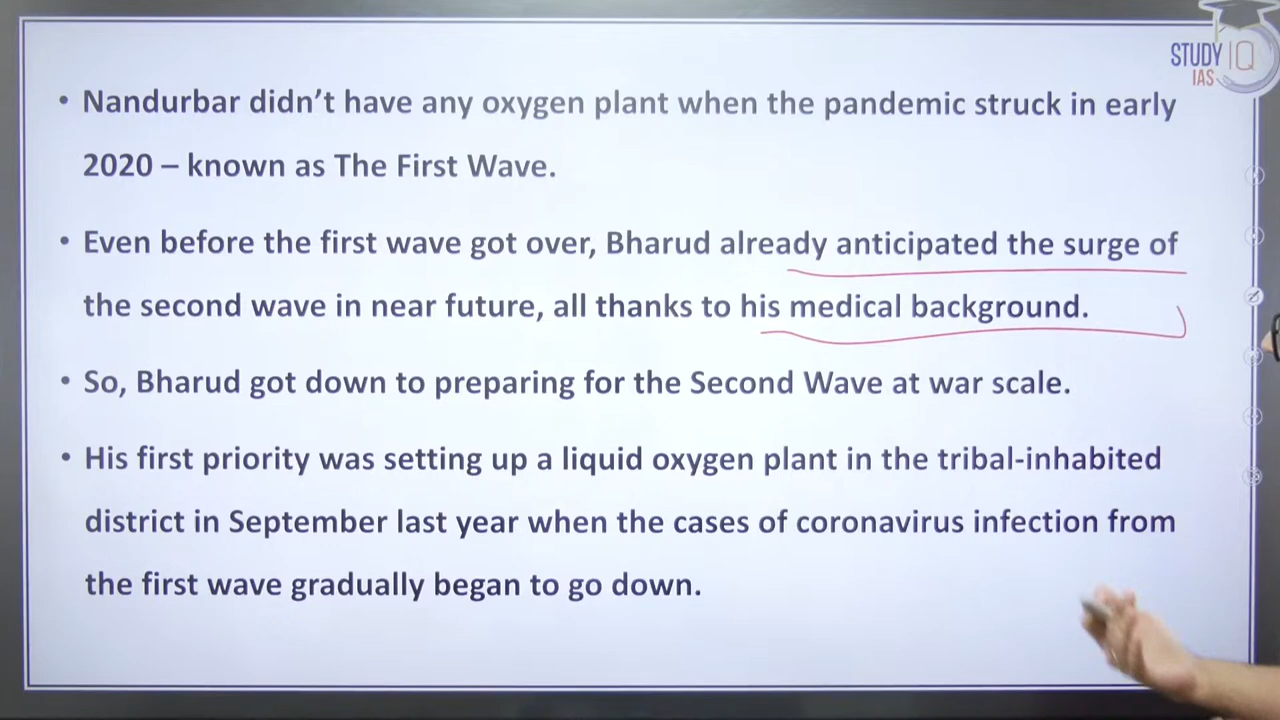 STUDY IQ
IAS
• Nandurbar didn’t have any oxygen plant when the pandemic struck in early
2020 – known as The First Wave.
• Even before the first wave got over, Bharud already anticipated the surge of
the second wave in near future, all thanks to his medical background.
• So, Bharud got down to preparing for the Second Wave at war scale.
• His first priority was setting up a liquid oxygen plant in the tribal-inhabited
district in September last year when the cases of coronavirus infection from
the first wave gradually began to go down.